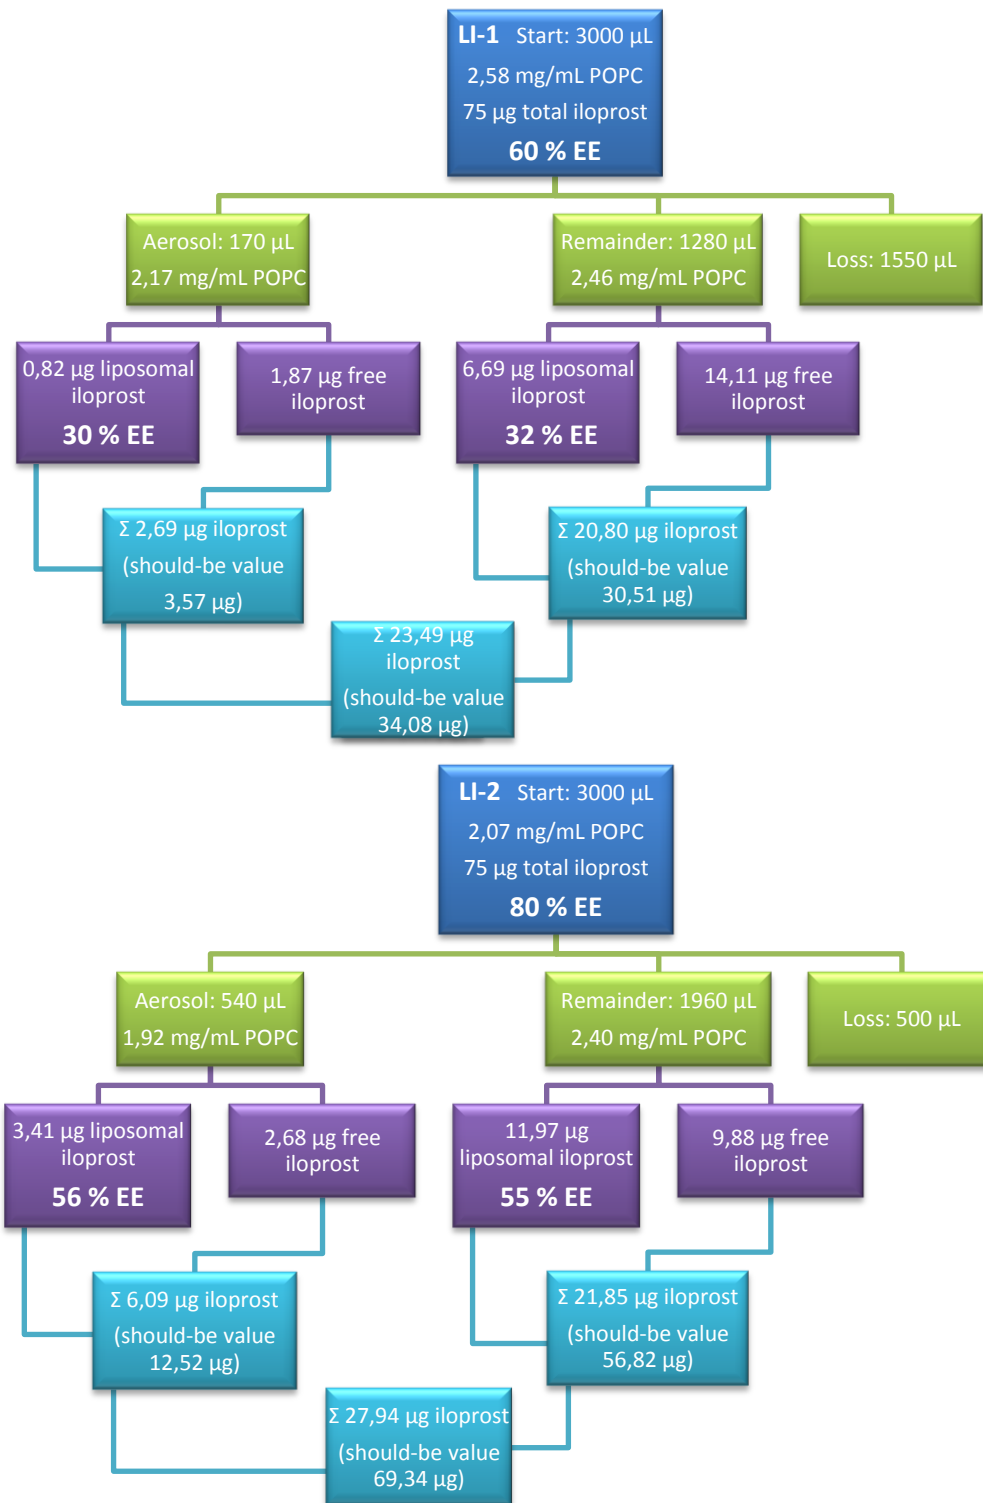 LI-1 Start: 3000 µL
2,58 mg/mL POPC
75 µg total iloprost
60 % EE
Aerosol: 170 µL
2,17 mg/mL POPC
Remainder: 1280 µL
2,46 mg/mL POPC
Loss: 1550 µL
0,82 µg liposomal
iloprost
30 % EE
1,87 µg free
iloprost
6,69 µg liposomal
iloprost
32 % EE
14,11 µg free
iloprost
Σ 2,69 µg iloprost
(should-be value
3,57 µg)
Σ 20,80 µg iloprost
(should-be value
30,51 µg)
Σ 23,49 µg
iloprost
(should-be value
34,08 µg)
LI-2 Start: 3000 µL
2,07 mg/mL POPC
75 µg total iloprost
80 % EE
Aerosol: 540 µL
1,92 mg/mL POPC
Remainder: 1960 µL
2,40 mg/mL POPC
Loss: 500 µL
3,41 µg liposomal
iloprost
56 % EE
2,68 µg free
iloprost
11,97 µg
liposomal iloprost
55 % EE
9,88 µg free
iloprost
Σ 6,09 µg iloprost
(should-be value
12,52 µg)
Σ 21,85 µg iloprost
(should-be value
56,82 µg)
Σ 27,94 µg iloprost
(should-be value
69,34 µg)